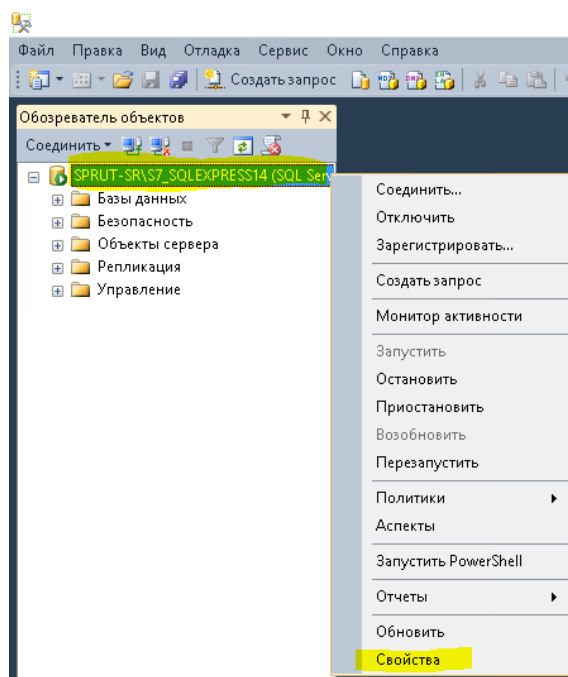 Файл Правка Вид Отладка Сервис Окно Справка
Создать запрос
Обозреватель объектов
Соединить
SPRUT-SR\S7_SQLEXPRESS14 (SQL Serv
Базы данных
Безопасность
Объекты сервера
Репликация
Управление
Соединить...
Отключить
Зарегистрировать...
Создать запрос
Монитор активности
Запустить
Остановить
Приостановить
Возобновить
Перезапустить
Политики
Аспекты
Запустить PowerShell
Отчеты
Обновить
Свойства